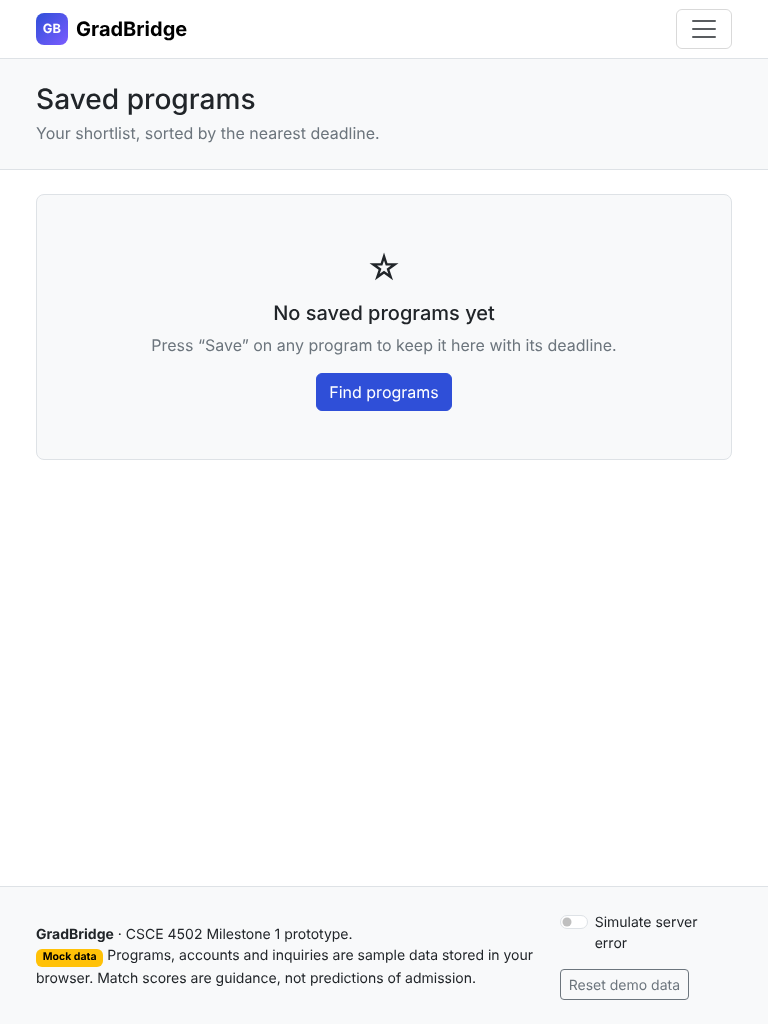 GB GradBridge
Saved programs
Your shortlist, sorted by the nearest deadline.
No saved programs yet
Press “Save” on any program to keep it here with its deadline.
Find programs
GradBridge · CSCE 4502 Milestone 1 prototype.
Mock data Programs, accounts and inquiries are sample data stored in your
browser. Match scores are guidance, not predictions of admission.
Simulate server
error
Reset demo data